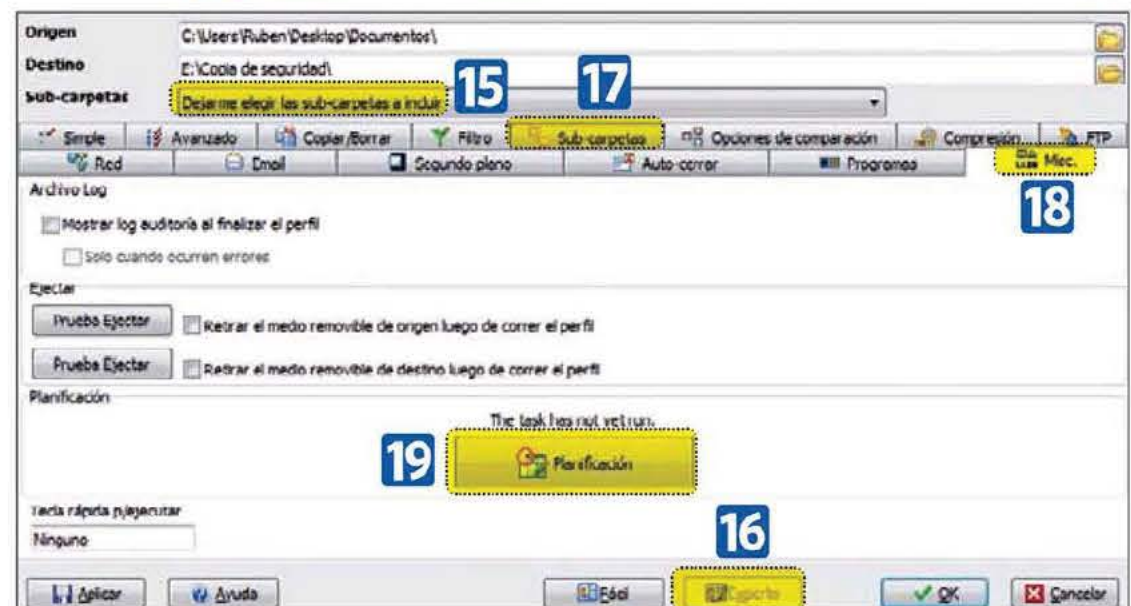 Origen C:\Users\Ruben\Desktop\Documentos\
Destino E:\Copia de seguridad\
Sub-carpetas Dejarme elegir las sub-carpetas a incluir
15 17
Simple Avanzado Copiar/Borrar Filtro Sub-carpetas Opciones de comparación Compresión FTP
Red Email Segundo plano Auto-correr Programas Misc.
18
Archivo Log
Mostrar log auditoría al finalizar el perfil
Solo cuando ocurren errores
Ejectar
Prueba Ejectar Retirar el medio removible de origen luego de correr el perfil
Prueba Ejectar Retirar el medio removible de destino luego de correr el perfil
Planificación
The task has not yet run.
19 Planificación
Tecla rápida p/ejecutar
Ninguno
16
Aplicar Ayuda Fácil Experto OK Cancelar